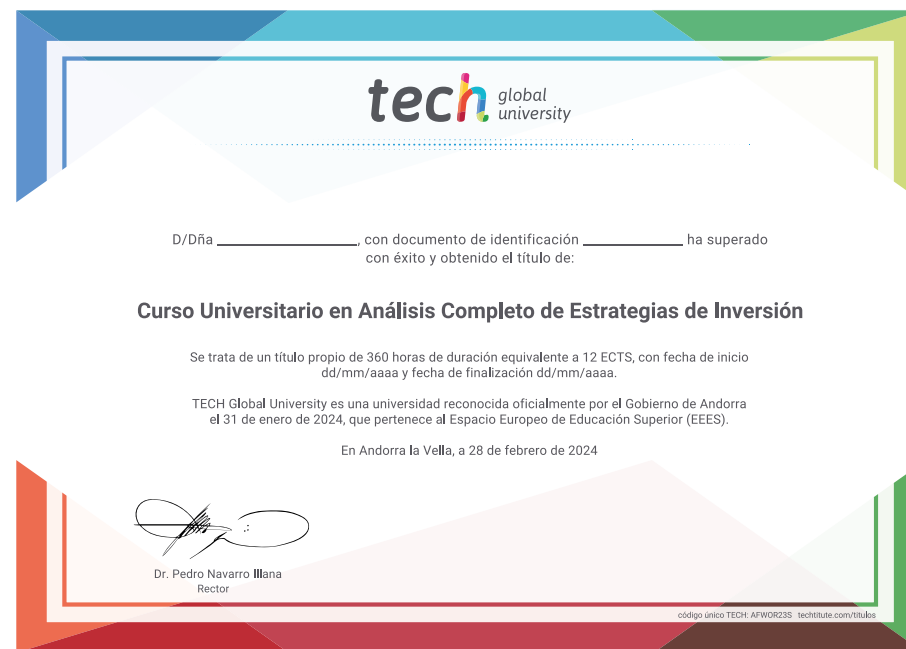 tech global university
D/Dña ______________, con documento de identificación __________ ha superado
con éxito y obtenido el título de:
Curso Universitario en Análisis Completo de Estrategias de Inversión
Se trata de un título propio de 360 horas de duración equivalente a 12 ECTS, con fecha de inicio
dd/mm/aaaa y fecha de finalización dd/mm/aaaa.
TECH Global University es una universidad reconocida oficialmente por el Gobierno de Andorra
el 31 de enero de 2024, que pertenece al Espacio Europeo de Educación Superior (EEES).
En Andorra la Vella, a 28 de febrero de 2024
Dr. Pedro Navarro Illana
Rector
código único TECH: AFWOR23S techtitute.com/titulos